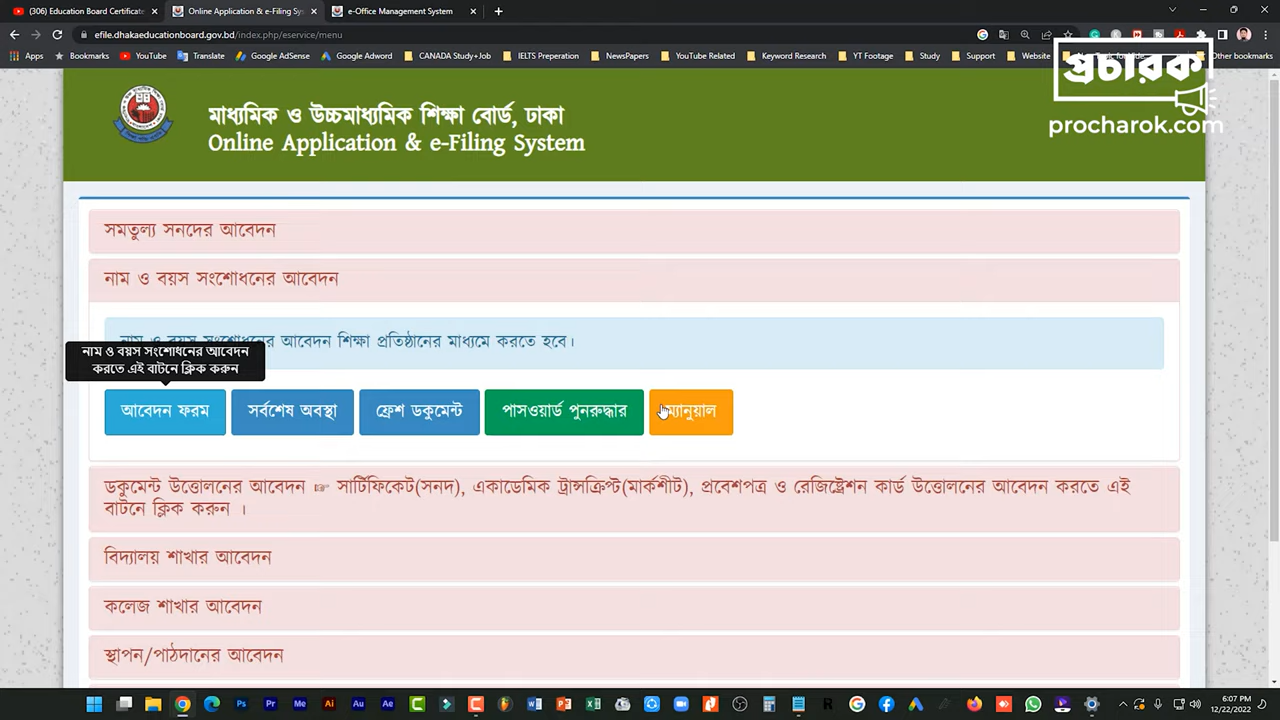 (306) Education Board Certificate
Online Application & e-Filing Sy
e-Office Management System
efile.dhakaeducationboard.gov.bd/index.php/eservice/menu
Apps
Bookmarks
YouTube
Translate
Google AdSense
Google Adword
CANADA Study
IELTS Preperation
NewsPapers
YouTube Related
Keyword Research
YT Footage
Study
Support
Website
Other bookmarks
প্রচারক
procharok.com
মাধ্যমিক ও উচ্চমাধ্যমিক শিক্ষা বোর্ড, ঢাকা
Online Application & e-Filing System
সমতুল্য সনদের আবেদন
নাম ও বয়স সংশোধনের আবেদন
নাম ও বয়স সংশোধনের আবেদন শিক্ষা প্রতিষ্ঠানের মাধ্যমে করতে হবে।
নাম ও বয়স সংশোধনের আবেদন
করতে এই বাটনে ক্লিক করুন
আবেদন ফরম
সর্বশেষ অবস্থা
ফ্রেশ ডকুমেন্ট
পাসওয়ার্ড পুনরুদ্ধার
ম্যানুয়াল
ডকুমেন্ট উত্তোলনের আবেদন ☞ সার্টিফিকেট(সনদ), একাডেমিক ট্রান্সক্রিপ্ট(মার্কশীট), প্রবেশপত্র ও রেজিষ্ট্রেশন কার্ড উত্তোলনের আবেদন করতে এই
বাটনে ক্লিক করুন ।
বিদ্যালয় শাখার আবেদন
কলেজ শাখার আবেদন
স্থাপন/পাঠদানের আবেদন
6:07 PM
12/22/2022